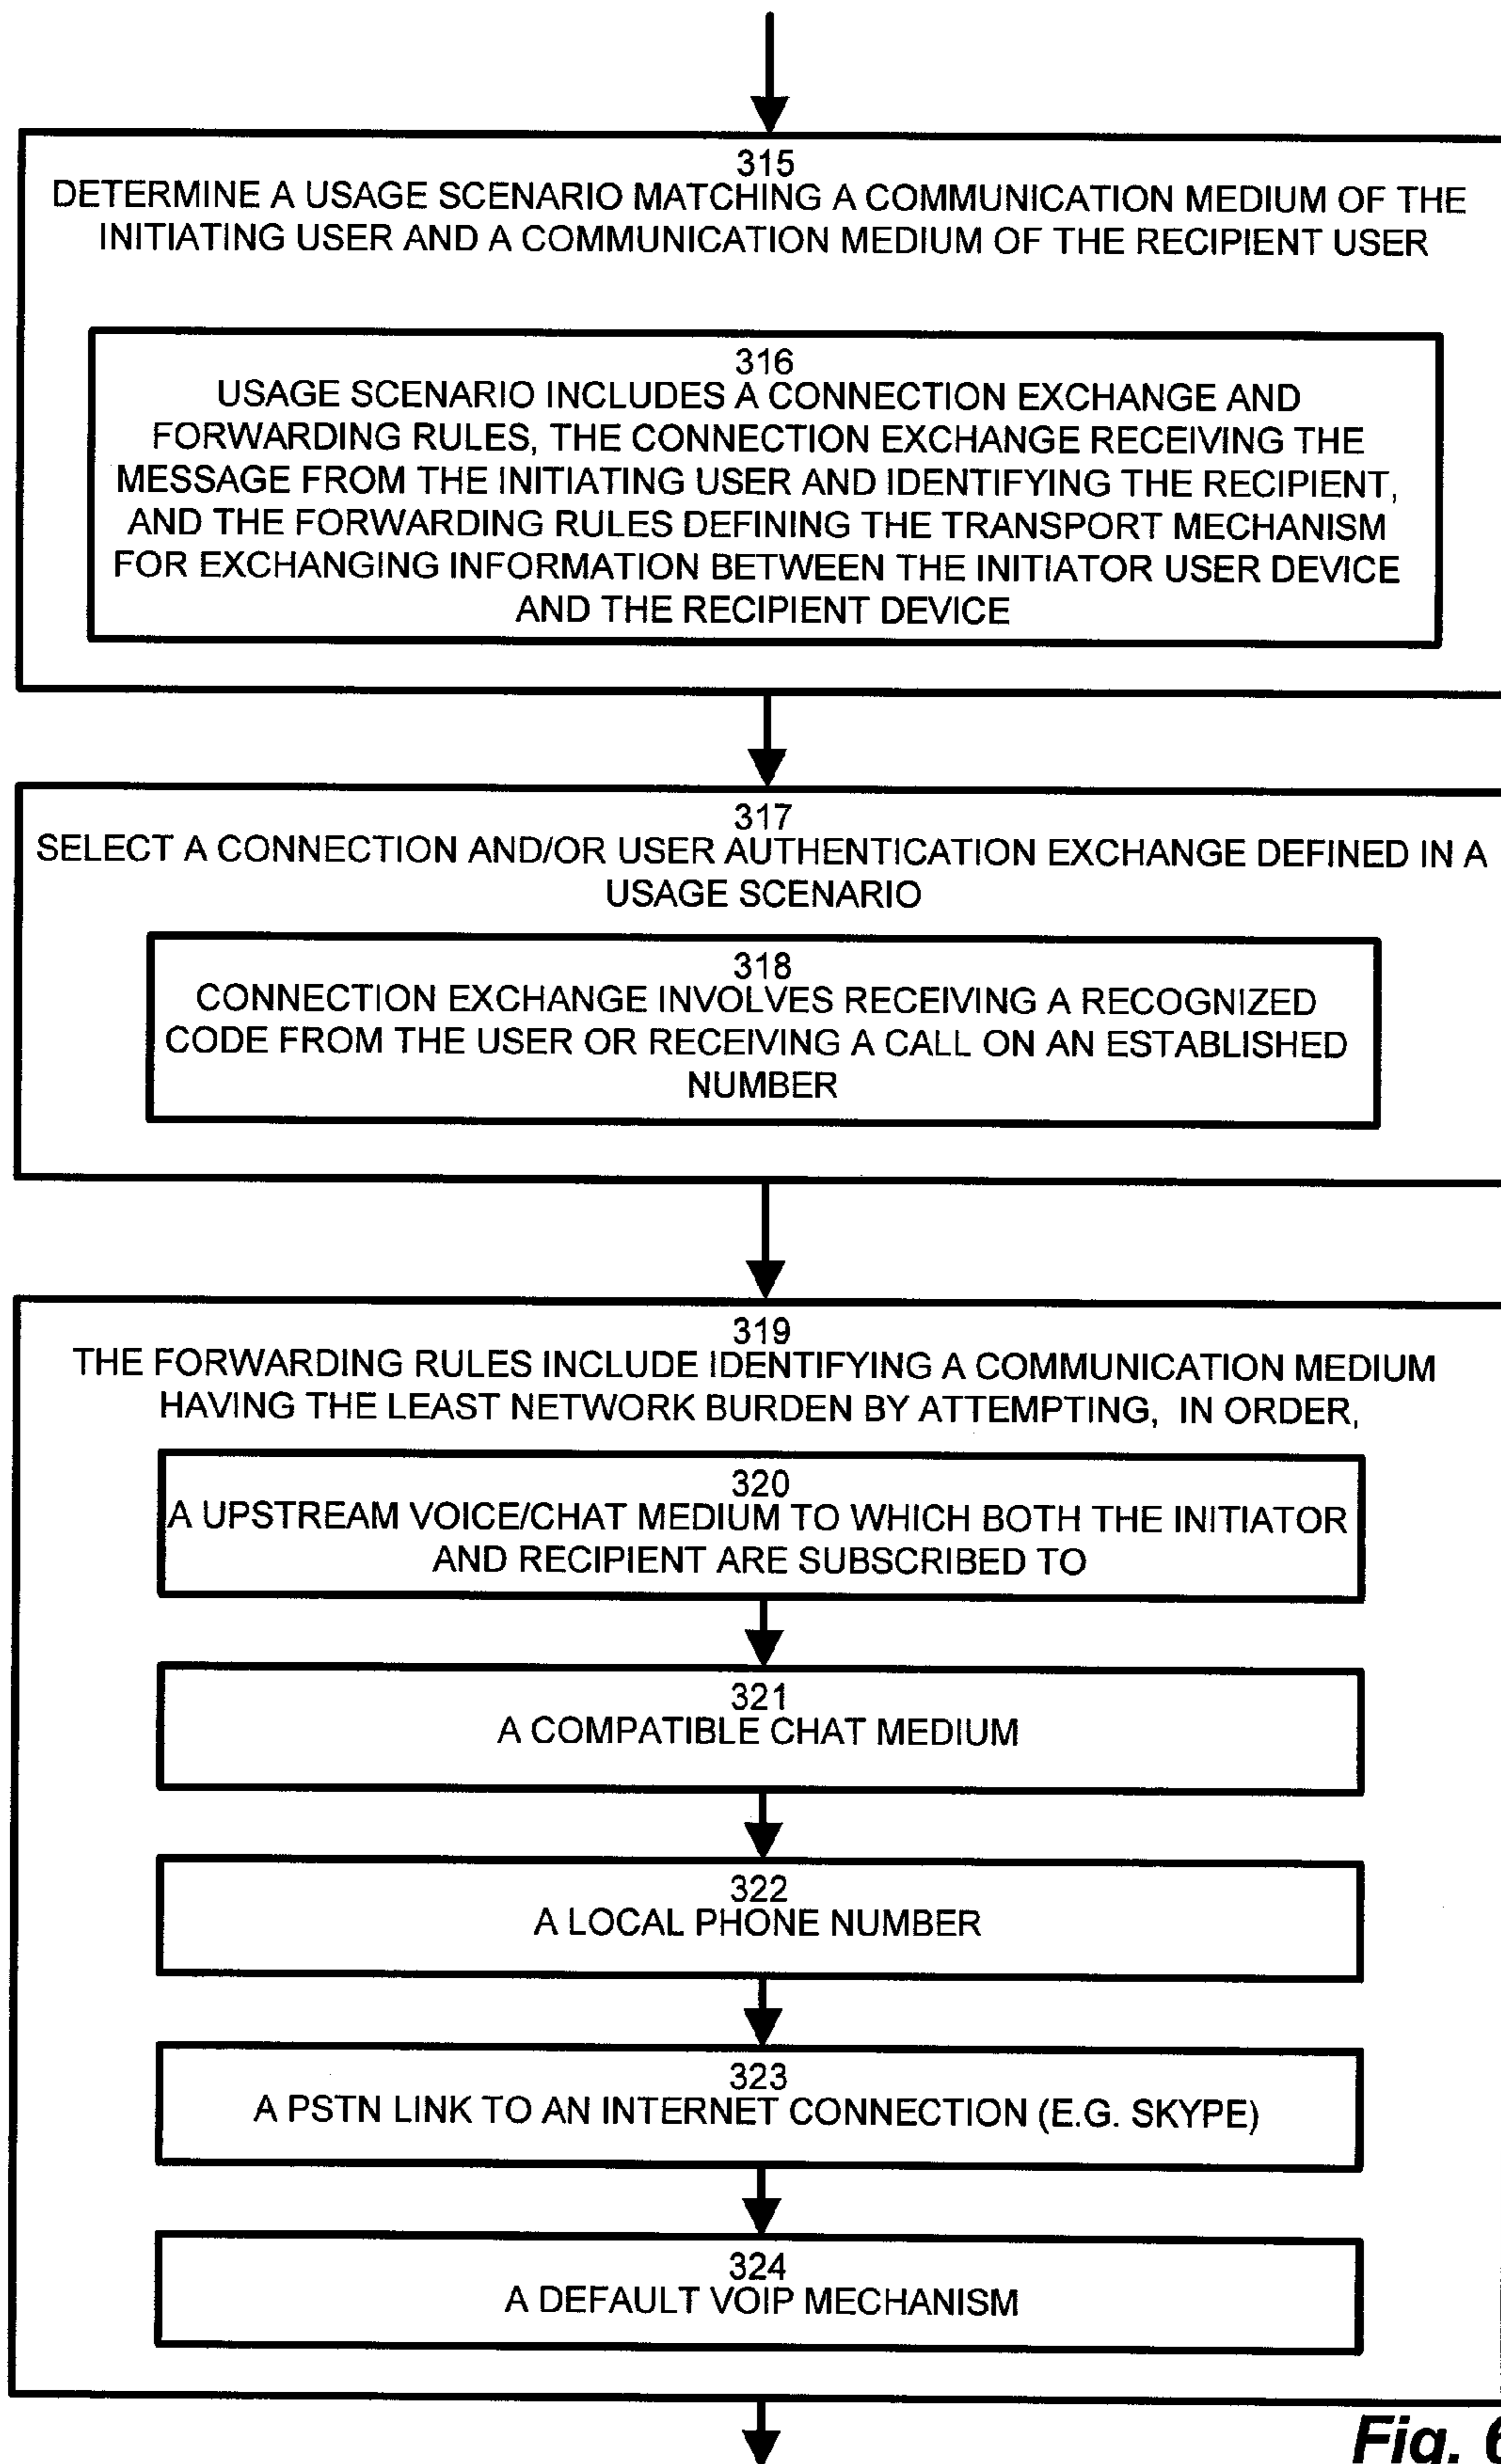 315
DETERMINE A USAGE SCENARIO MATCHING A COMMUNICATION MEDIUM OF THE
INITIATING USER AND A COMMUNICATION MEDIUM OF THE RECIPIENT USER
316
USAGE SCENARIO INCLUDES A CONNECTION EXCHANGE AND
FORWARDING RULES, THE CONNECTION EXCHANGE RECEIVING THE
MESSAGE FROM THE INITIATING USER AND IDENTIFYING THE RECIPIENT,
AND THE FORWARDING RULES DEFINING THE TRANSPORT MECHANISM
FOR EXCHANGING INFORMATION BETWEEN THE INITIATOR USER DEVICE
AND THE RECIPIENT DEVICE
317
SELECT A CONNECTION AND/OR USER AUTHENTICATION EXCHANGE DEFINED IN A
USAGE SCENARIO
318
CONNECTION EXCHANGE INVOLVES RECEIVING A RECOGNIZED
CODE FROM THE USER OR RECEIVING A CALL ON AN ESTABLISHED
NUMBER
319
THE FORWARDING RULES INCLUDE IDENTIFYING A COMMUNICATION MEDIUM
HAVING THE LEAST NETWORK BURDEN BY ATTEMPTING, IN ORDER,
320
A UPSTREAM VOICE/CHAT MEDIUM TO WHICH BOTH THE INITIATOR
AND RECIPIENT ARE SUBSCRIBED TO
321
A COMPATIBLE CHAT MEDIUM
322
A LOCAL PHONE NUMBER
323
A PSTN LINK TO AN INTERNET CONNECTION (E.G. SKYPE)
324
A DEFAULT VOIP MECHANISM
Fig. 6